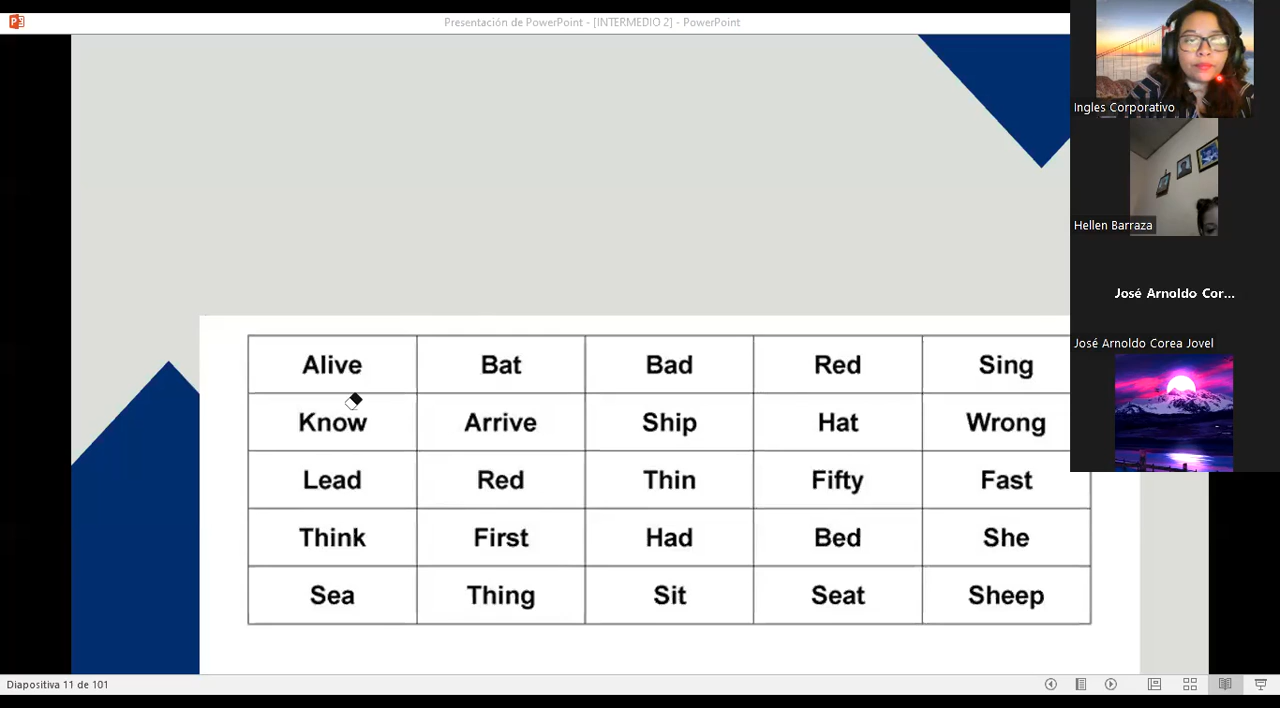 Presentación de PowerPoint - [INTERMEDIO 2] - PowerPoint
Ingles Corporativo
Hellen Barraza
José Arnoldo Cor...
José Arnoldo Corea Jovel
Alive Bat Bad Red Sing
Know Arrive Ship Hat Wrong
Lead Red Thin Fifty Fast
Think First Had Bed She
Sea Thing Sit Seat Sheep
Diapositiva 11 de 101